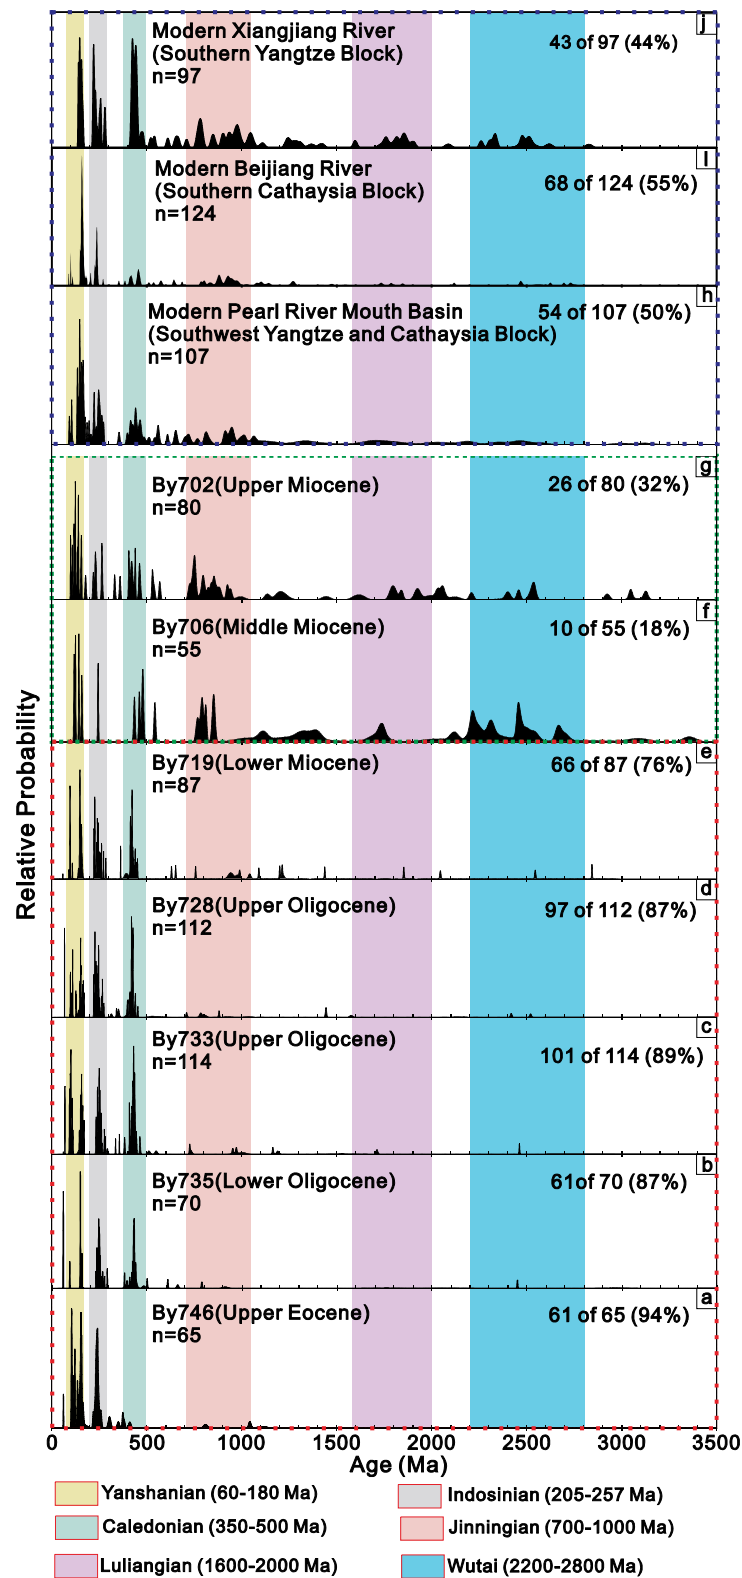 Modern Xiangjiang River
(Southern Yangtze Block)
n=97
43 of 97 (44%)
j
Modern Beijiang River
(Southern Cathaysia Block)
n=124
68 of 124 (55%)
I
Modern Pearl River Mouth Basin
(Southwest Yangtze and Cathaysia Block)
n=107
54 of 107 (50%)
h
By702(Upper Miocene)
n=80
26 of 80 (32%)
g
By706(Middle Miocene)
n=55
10 of 55 (18%)
f
By719(Lower Miocene)
n=87
66 of 87 (76%)
e
By728(Upper Oligocene)
n=112
97 of 112 (87%)
d
By733(Upper Oligocene)
n=114
101 of 114 (89%)
c
By735(Lower Oligocene)
n=70
61of 70 (87%)
b
By746(Upper Eocene)
n=65
61 of 65 (94%)
a
Relative Probability
0 500 1000 1500 2000 2500 3000 3500
Age (Ma)
Yanshanian (60-180 Ma)
Indosinian (205-257 Ma)
Caledonian (350-500 Ma)
Jinningian (700-1000 Ma)
Luliangian (1600-2000 Ma)
Wutai (2200-2800 Ma)